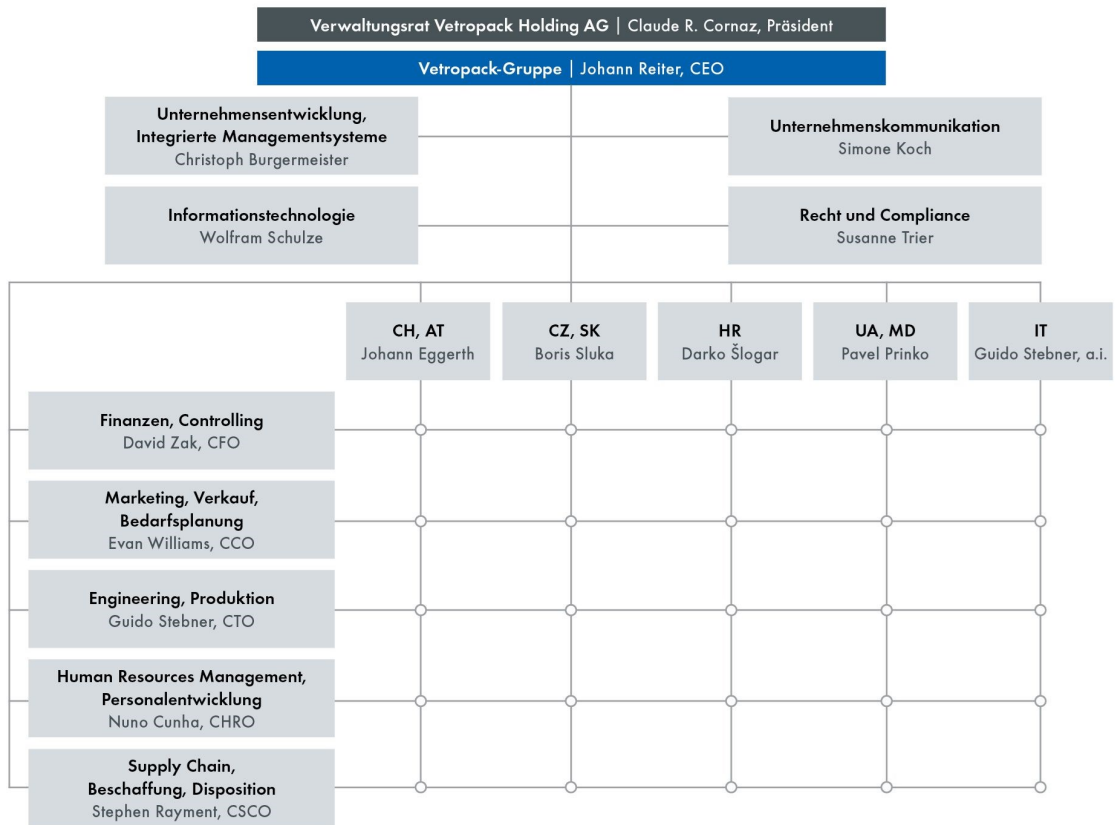 Verwaltungsrat Vetropack Holding AG | Claude R. Cornaz, Präsident
Vetropack-Gruppe | Johann Reiter, CEO
Unternehmensentwicklung,
Integrierte Managementsysteme
Christoph Burgermeister
Unternehmenskommunikation
Simone Koch
Informationstechnologie
Wolfram Schulze
Recht und Compliance
Susanne Trier
CH, AT
Johann Eggerth
CZ, SK
Boris Sluka
HR
Darko Šlogar
UA, MD
Pavel Prinko
IT
Guido Stebner, a.i.
Finanzen, Controlling
David Zak, CFO
Marketing, Verkauf,
Bedarfsplanung
Evan Williams, CCO
Engineering, Produktion
Guido Stebner, CTO
Human Resources Management,
Personalentwicklung
Nuno Cunha, CHRO
Supply Chain,
Beschaffung, Disposition
Stephen Rayment, CSCO